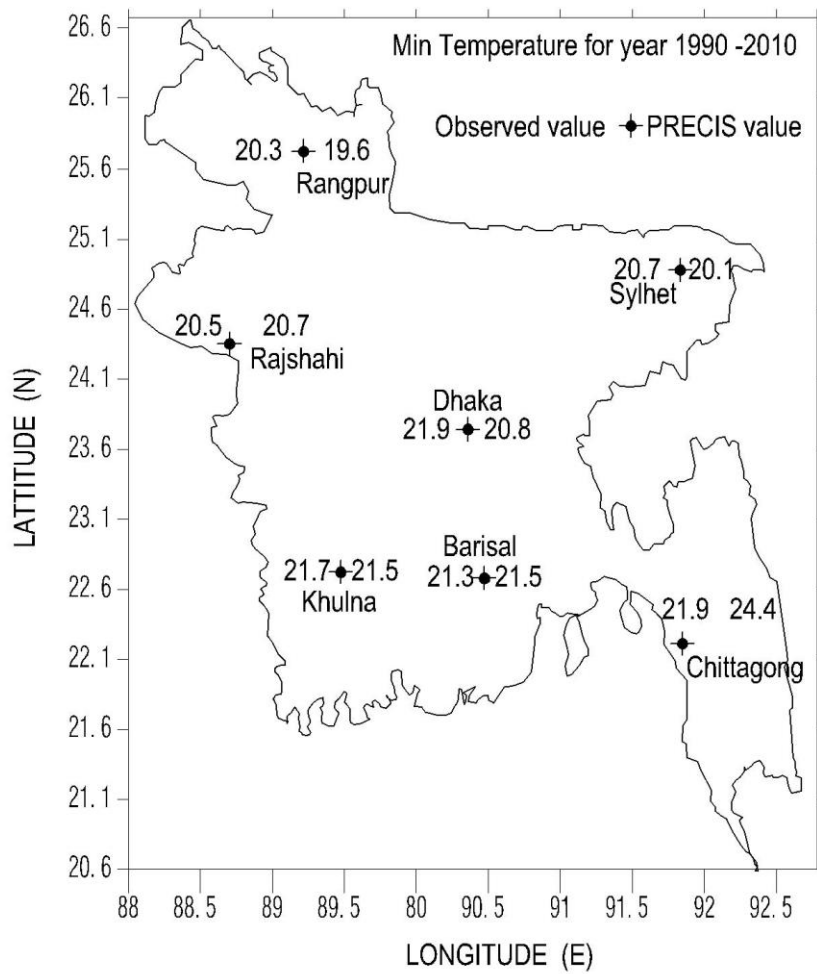 Min Temperature for year 1990 -2010
Observed value PRECIS value
20.3 19.6
Rangpur
20.7 20.1
Sylhet
20.5 20.7
Rajshahi
Dhaka
21.9 20.8
Barisal
21.3 21.5
21.7 21.5
Khulna
21.9 24.4
Chittagong
LATTITUDE (N)
26.6
26.1
25.6
25.1
24.6
24.1
23.6
23.1
22.6
22.1
21.6
21.1
20.6
88 88.5 89 89.5 90 90.5 91 91.5 92 92.5
LONGITUDE (E)